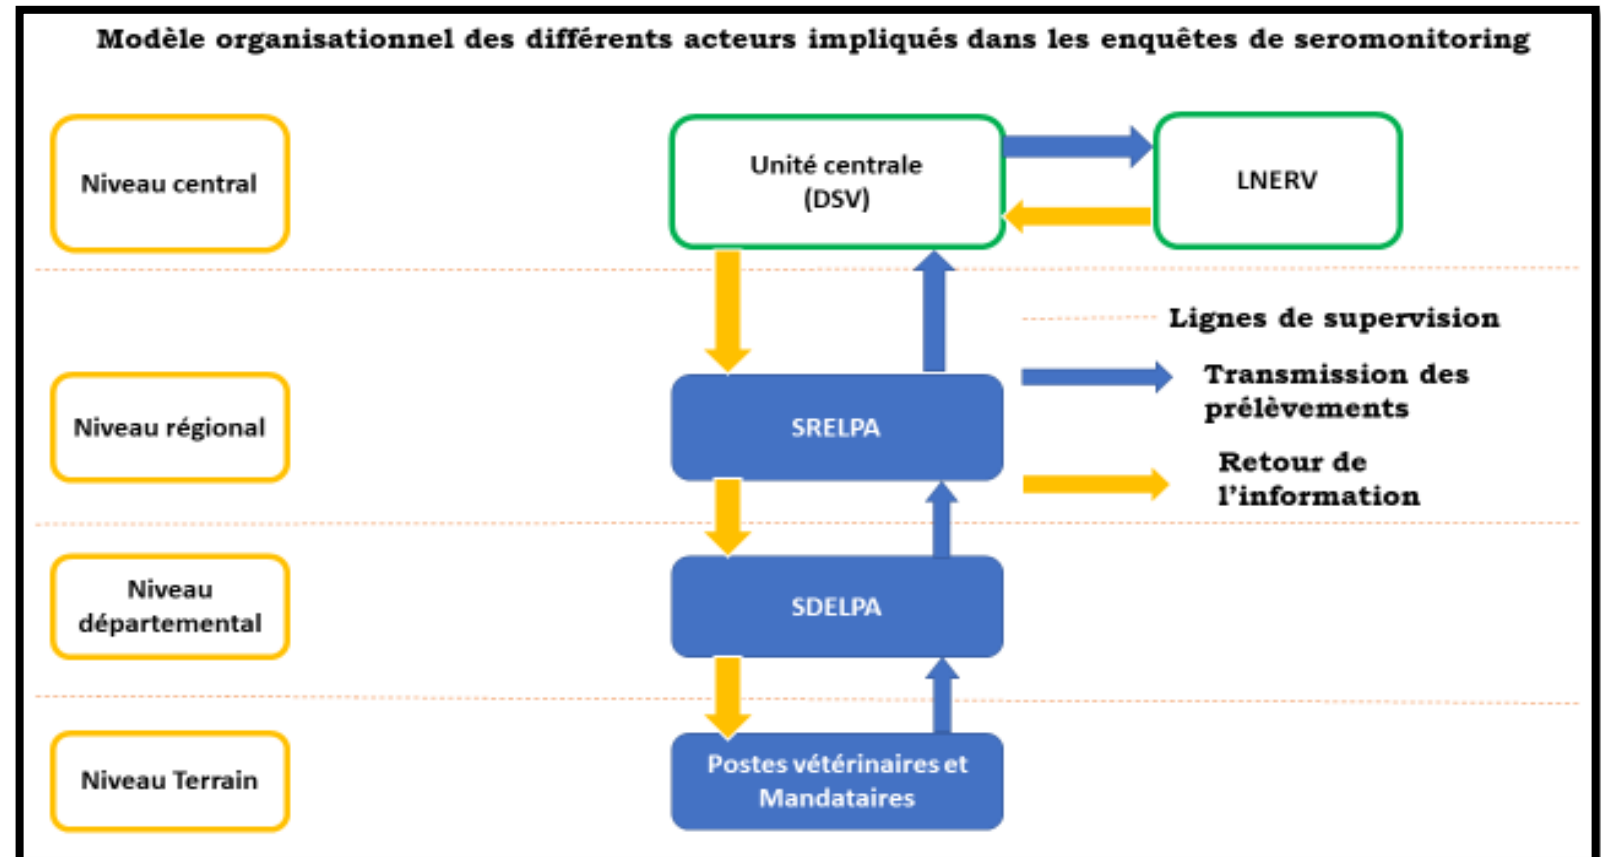 Modèle organisationnel des différents acteurs impliqués dans les enquêtes de seromonitoring
Niveau central
Unité centrale
(DSV)
LNERV
Lignes de supervision
Transmission des
prélèvements
Niveau régional
SRELPA
Retour de
l’information
Niveau
départemental
SDELPA
Niveau Terrain
Postes vétérinaires et
Mandataires